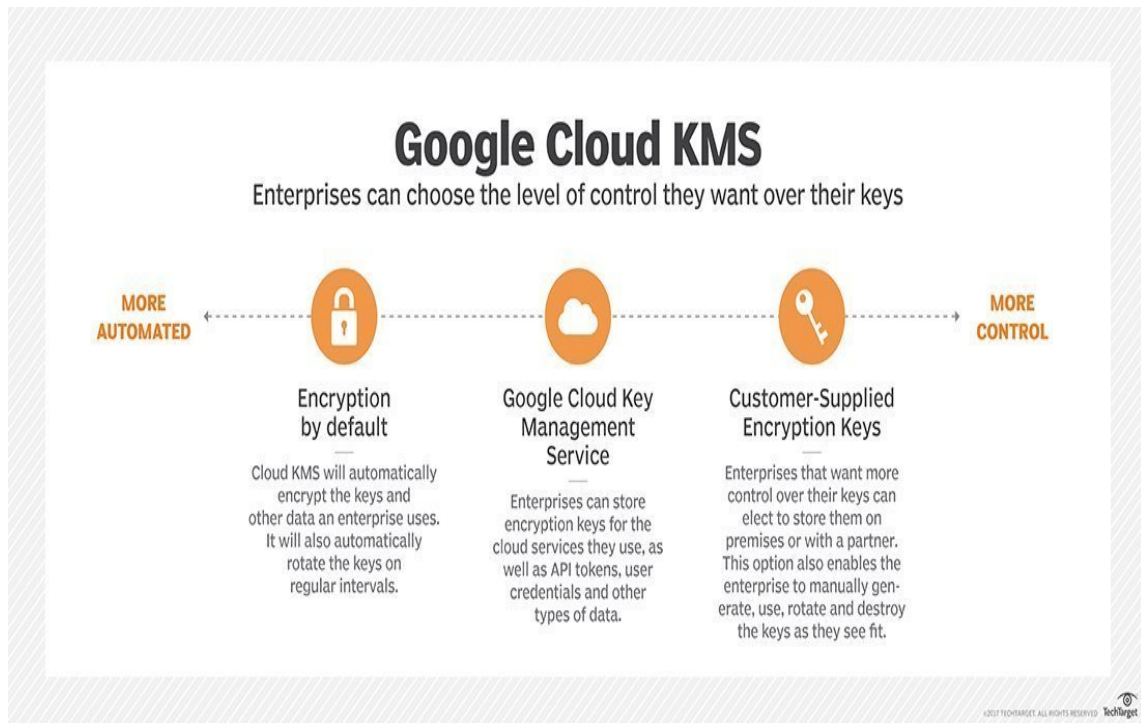 Google Cloud KMS
Enterprises can choose the level of control they want over their keys
MORE
AUTOMATED
MORE
CONTROL
Encryption
by default
Cloud KMS will automatically
encrypt the keys and
other data an enterprise uses.
It will also automatically
rotate the keys on
regular intervals.
Google Cloud Key
Management
Service
Enterprises can store
encryption keys for the
cloud services they use, as
well as API tokens, user
credentials and other
types of data.
Customer-Supplied
Encryption Keys
Enterprises that want more
control over their keys can
elect to store them on
premises or with a partner.
This option also enables the
enterprise to manually gen-
erate, use, rotate and destroy
the keys as they see fit.
©2017 TECHTARGET. ALL RIGHTS RESERVED TechTarget